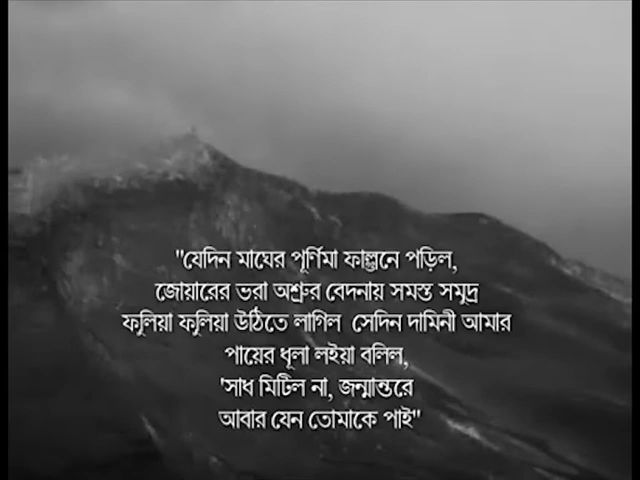 "যেদিন মাঘের পূর্ণিমা ফাল্গুনে পড়িল,
জোয়ারের ভরা অশ্রুর বেদনায় সমস্ত সমুদ্র
ফুলিয়া ফুলিয়া উঠিতে লাগিল সেদিন দামিনী আমার
পায়ের ধূলা লইয়া বলিল,
'সাধ মিটিল না, জন্মান্তরে
আবার যেন তোমাকে পাই"